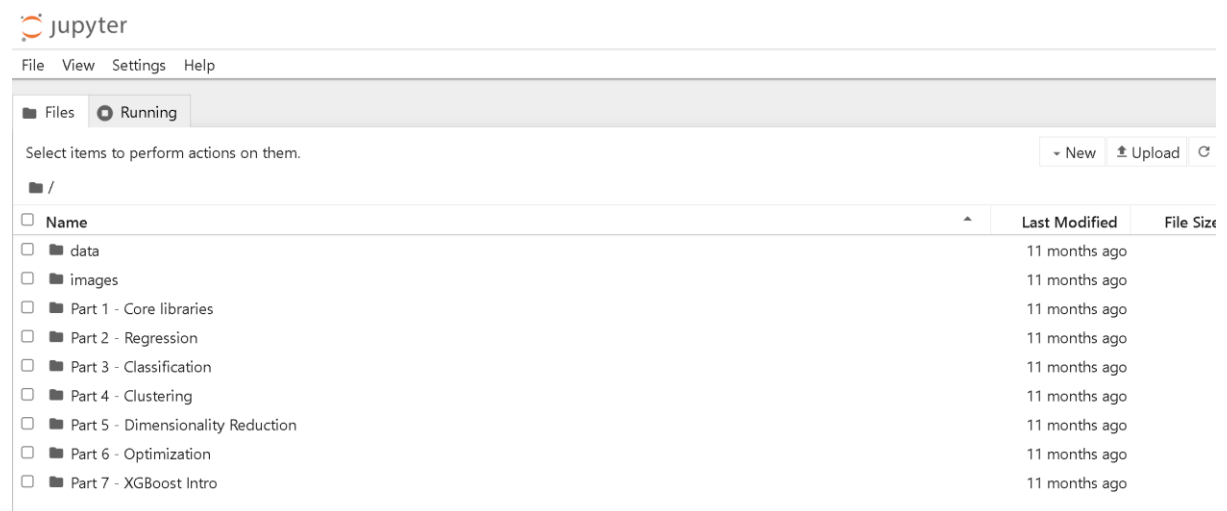 jupyter
File View Settings Help
Files Running
Select items to perform actions on them.
New Upload
/
Name Last Modified File Size
data 11 months ago
images 11 months ago
Part 1 - Core libraries 11 months ago
Part 2 - Regression 11 months ago
Part 3 - Classification 11 months ago
Part 4 - Clustering 11 months ago
Part 5 - Dimensionality Reduction 11 months ago
Part 6 - Optimization 11 months ago
Part 7 - XGBoost Intro 11 months ago